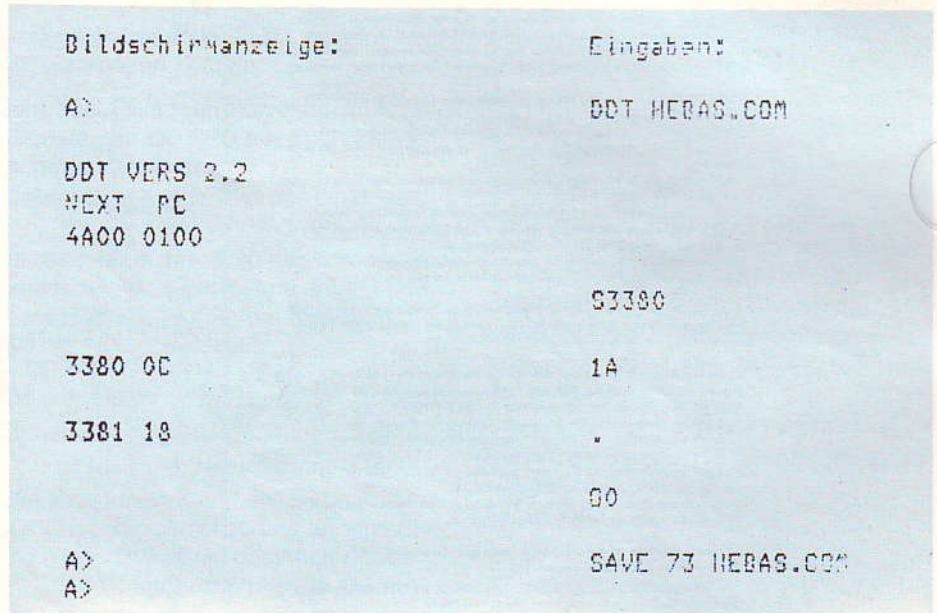 Bildschirmanzeige: Eingaben:
A> DDT HEBAS.COM
DDT VERS 2.2
NEXT PC
4A00 0100
S3380
3380 0C 1A
3381 18 .
G0
A> SAVE 73 HEBAS.COM
A>